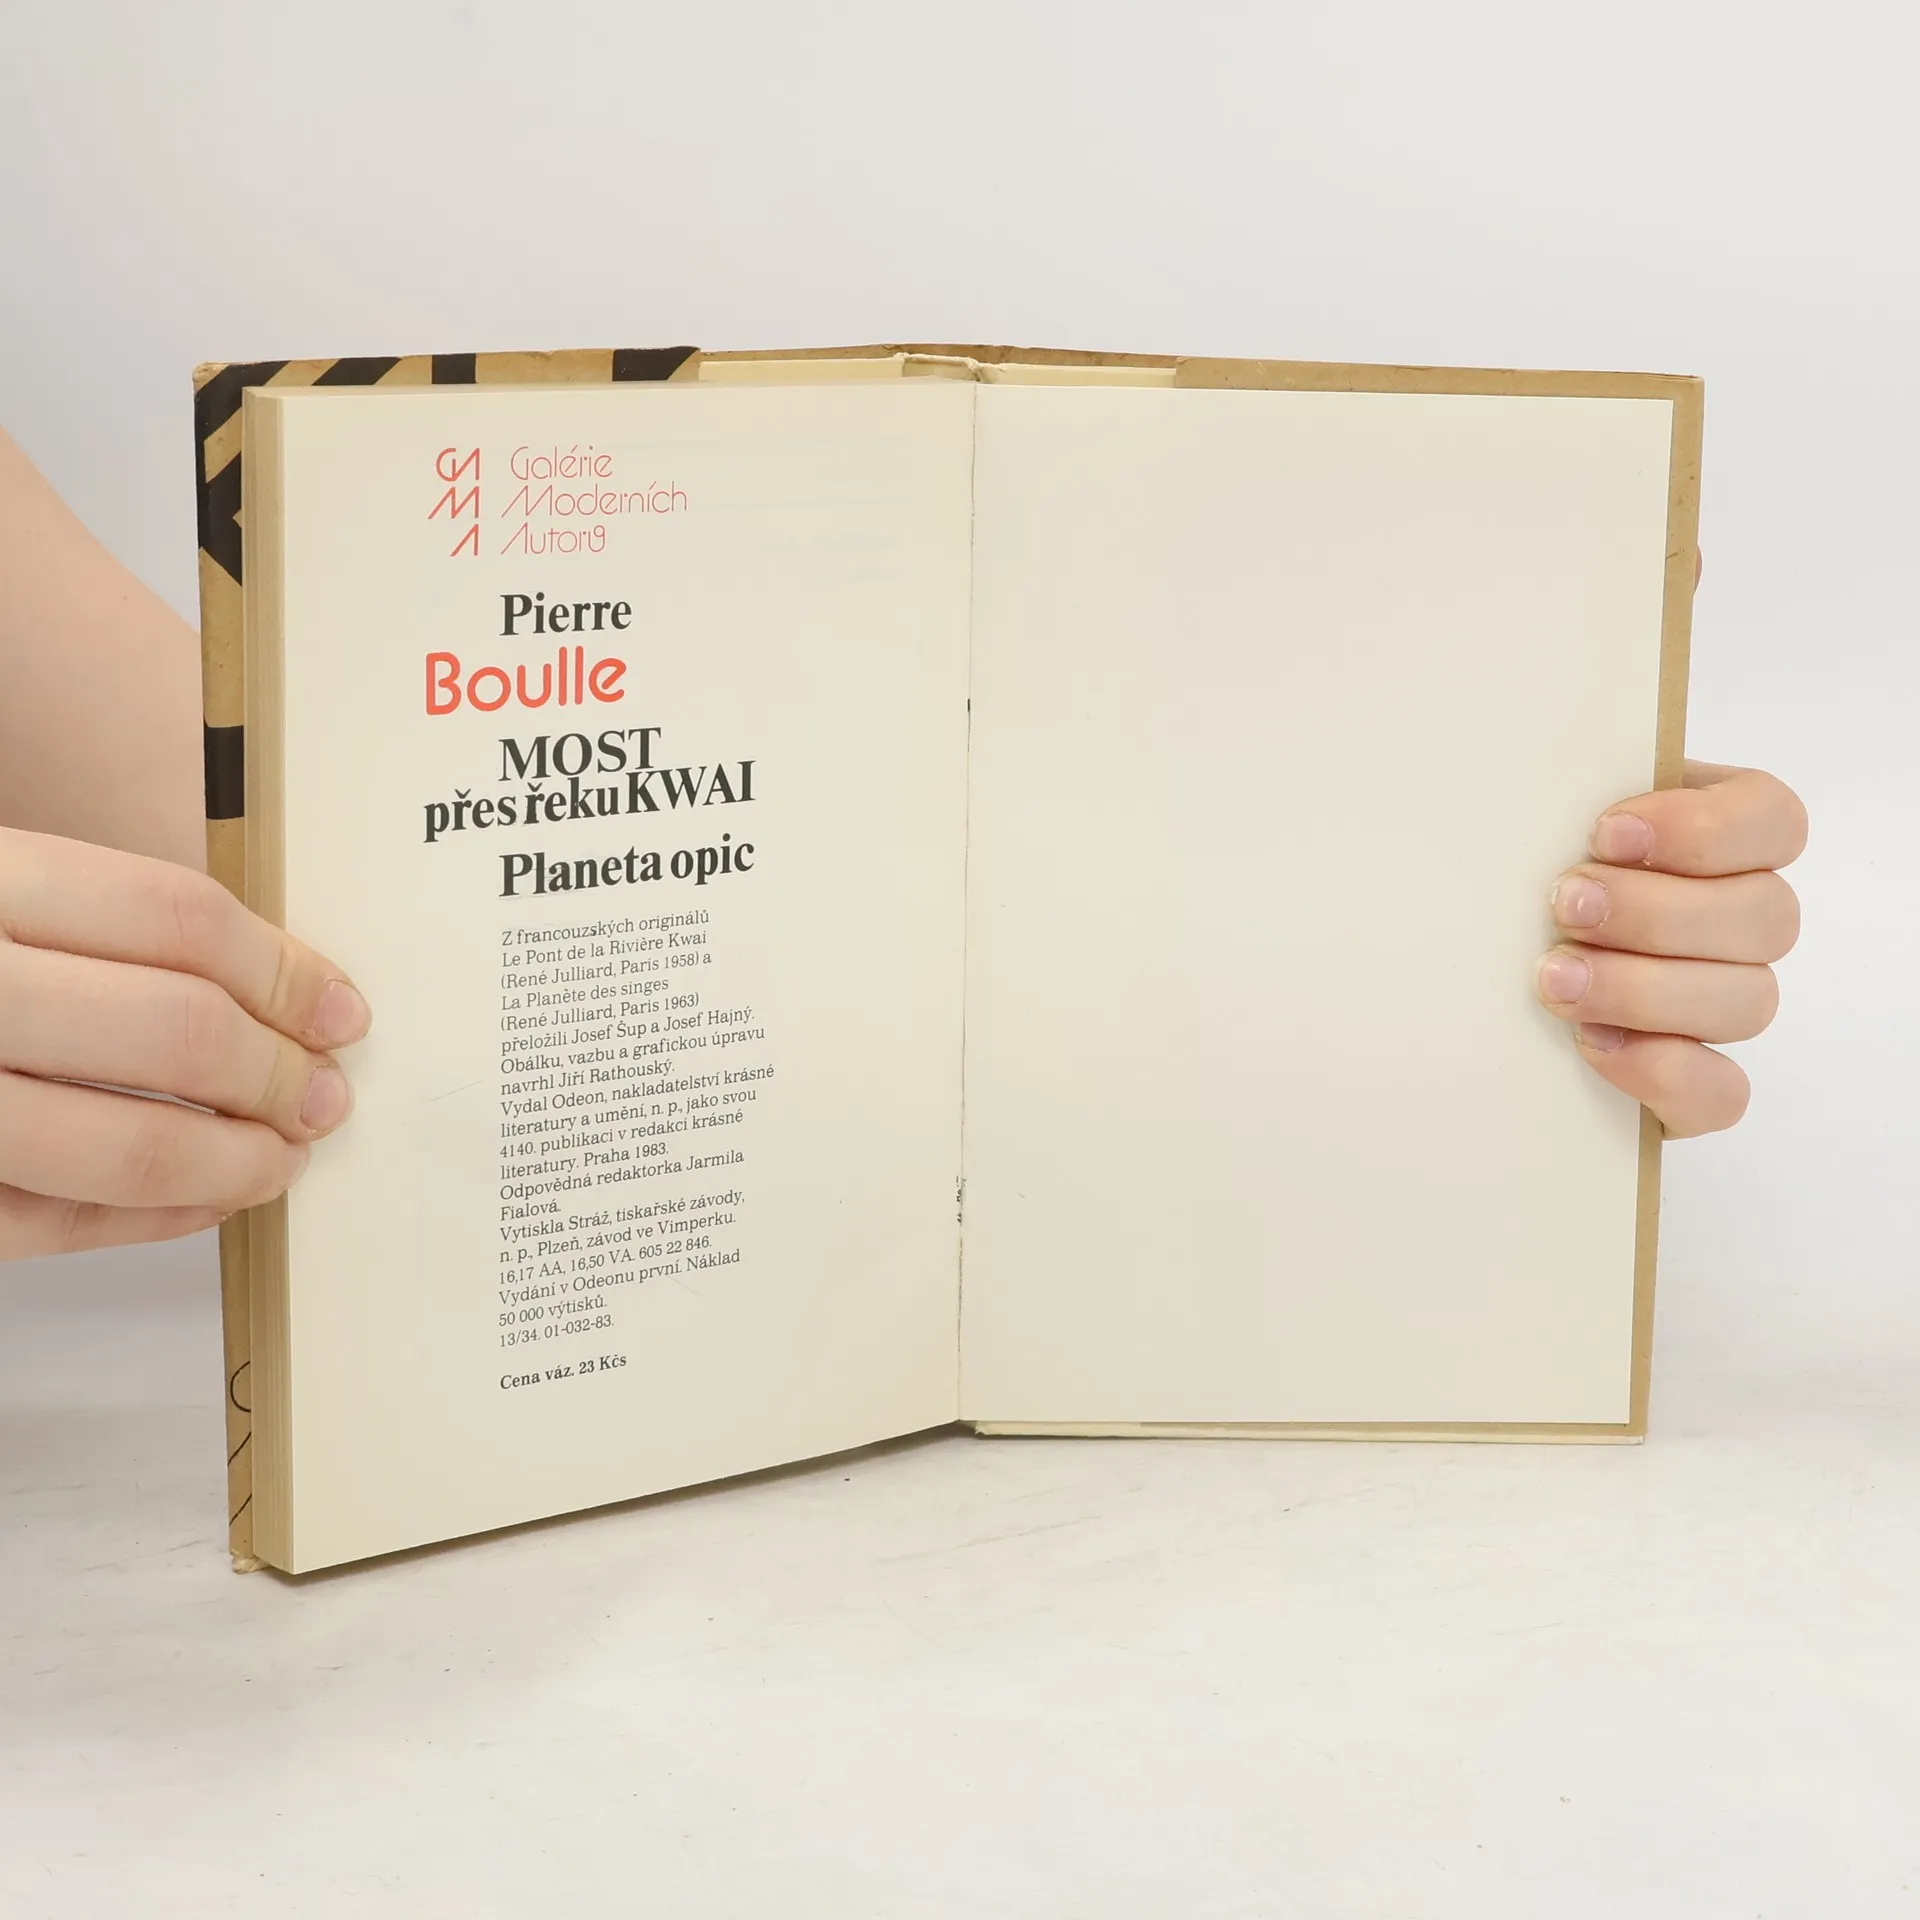 GA Galérie
M Moderních
A Autorů
Pierre
Boulle
MOST
přes řeku KWAI
Planeta opic
Z francouzských originálů
Le Pont de la Rivière Kwai
(René Julliard, Paris 1958) a
La Planète des singes
(René Julliard, Paris 1963)
přeložili Josef Šup a Josef Hajný.
Obálku, vazbu a grafickou úpravu
navrhl Jiří Rathouský.
Vydal Odeon, nakladatelství krásné
literatury a umění, n. p., jako svou
4140. publikaci v redakci krásné
literatury. Praha 1983.
Odpovědná redaktorka Jarmila
Fialová.
Vytiskla Stráž, tiskařské závody,
n. p., Plzeň, závod ve Vimperku.
16,17 AA, 16,50 VA. 605 22 846.
Vydání v Odeonu první. Náklad
50 000 výtisků.
13/34. 01-032-83.
Cena váz. 23 Kčs